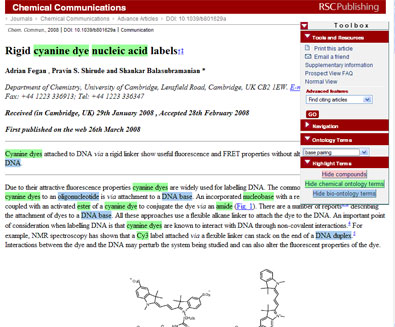 Chemical Communications
RSCPublishing
Journals > Chemical Communications > Advance Articles > DOI: 10.1039/b801629a
Toolbox
Chem. Commun., 2008 | DOI: 10.1039/b801629a | Communication
Tools and Resources
Print this article
Email a friend
Supplementary information
Prospect View FAQ
Normal View
Advanced features
Find citing articles
GO
Navigation
Ontology Terms
base pairing
Highlight Terms
Hide compounds
Hide chemical ontology terms
Hide bio-ontology terms
Rigid cyanine dye nucleic acid labels
Adrian Fegan , Pravin S. Shirude and Shankar Balasubramanian *
Department of Chemistry, University of Cambridge, Lensfield Road, Cambridge, UK CB2 1EW. E-
Fax: +44 1223 336913; Tel: +44 1223 336347
Received (in Cambridge, UK) 29th January 2008 , Accepted 28th February 2008
First published on the web 26th March 2008
Cyanine dyes attached to DNA via a rigid linker show useful fluorescence and FRET properties without
DNA.
Due to their attractive fluorescence properties cyanine dyes are widely used for labelling DNA. The
cyanine dyes to an oligonucleotide is via attachment to a DNA base. An incorporated nucleobase with a
coupled with an activated ester of a cyanine dye to conjugate the dye via an amide (Fig. 1). There are a number of reports describing
the attachment of dyes to a DNA base. All these approaches use a flexible alkane linker to attach the dye to the DNA. An important point
of consideration when labelling DNA is that cyanine dyes are known to interact with DNA through non-covalent interactions. For
example, NMR spectroscopy has shown that a Cy3 label attached via a flexible linker can stack on the end of a DNA duplex.
Interactions between the dye and the DNA may perturb the system being studied and can also alter the fluorescent properties of the dye.